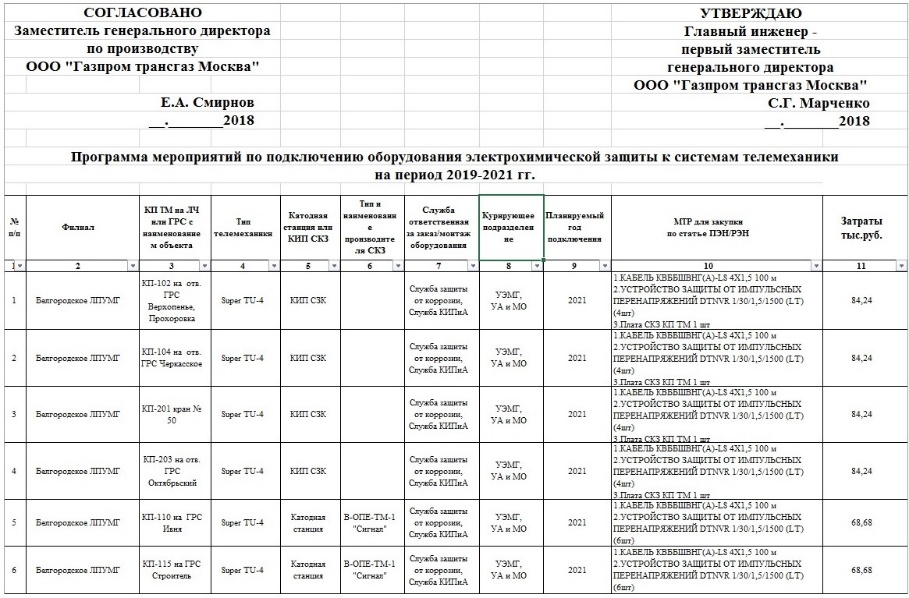 СОГЛАСОВАНО
Заместитель генерального директора
по производству
ООО "Газпром трансгаз Москва"
Е.А. Смирнов
__.______2018
УТВЕРЖДАЮ
Главный инженер -
первый заместитель
генерального директора
ООО "Газпром трансгаз Москва"
С.Г. Марченко
__.______2018
Программа мероприятий по подключению оборудования электрохимической защиты к системам телемеханики
на период 2019-2021 гг.
№
п/п
Филиал
КП ТМ на ЛЧ
или ГРС с
наименование
м объекта
Тип
телемеханики
Катодная
станция или
КИП СКЗ
Тип и
наименовани
е
производите
ля СКЗ
Служба
ответственная
за заказ/монтаж
оборудования
Курирующее
подразделен
ие
Планируемый
год
подключения
МТР для закупки
по статье ПЭН/РЭН
Затраты
тыс.руб.
1 2 3 4 5 6 7 8 9 10 11
1
Белгородское ЛПУМГ
КП-102 на отв.
ГРС
Верхопенье,
Прохоровка
Super TU-4
КИП СЗК
Служба защиты
от коррозии,
Служба КИПиА
УЭМГ,
УА и МО
2021
1.КАБЕЛЬ КВББШВНГ(А)-LS 4Х1,5 100 м
2.УСТРОЙСТВО ЗАЩИТЫ ОТ ИМПУЛЬСНЫХ
ПЕРЕНАПРЯЖЕНИЙ DTNVR 1/30/1,5/1500 (LT)
(4шт)
3.Плата СКЗ КП ТМ 1 шт
84,24
2
Белгородское ЛПУМГ
КП-104 на отв.
ГРС Черкасское
Super TU-4
КИП СЗК
Служба защиты
от коррозии,
Служба КИПиА
УЭМГ,
УА и МО
2021
1.КАБЕЛЬ КВББШВНГ(А)-LS 4Х1,5 100 м
2.УСТРОЙСТВО ЗАЩИТЫ ОТ ИМПУЛЬСНЫХ
ПЕРЕНАПРЯЖЕНИЙ DTNVR 1/30/1,5/1500 (LT)
(4шт)
3.Плата СКЗ КП ТМ 1 шт
84,24
3
Белгородское ЛПУМГ
КП-201 кран №
50
Super TU-4
КИП СЗК
Служба защиты
от коррозии,
Служба КИПиА
УЭМГ,
УА и МО
2021
1.КАБЕЛЬ КВББШВНГ(А)-LS 4Х1,5 100 м
2.УСТРОЙСТВО ЗАЩИТЫ ОТ ИМПУЛЬСНЫХ
ПЕРЕНАПРЯЖЕНИЙ DTNVR 1/30/1,5/1500 (LT)
(4шт)
3.Плата СКЗ КП ТМ 1 шт
84,24
4
Белгородское ЛПУМГ
КП-203 на отв.
ГРС
Октябрьский
Super TU-4
КИП СЗК
Служба защиты
от коррозии,
Служба КИПиА
УЭМГ,
УА и МО
2021
1.КАБЕЛЬ КВББШВНГ(А)-LS 4Х1,5 100 м
2.УСТРОЙСТВО ЗАЩИТЫ ОТ ИМПУЛЬСНЫХ
ПЕРЕНАПРЯЖЕНИЙ DTNVR 1/30/1,5/1500 (LT)
(4шт)
3.Плата СКЗ КП ТМ 1 шт
84,24
5
Белгородское ЛПУМГ
КП-110 на ГРС
Ивня
Super TU-4
Катодная
станция
В-ОПЕ-ТМ-1
"Сигнал"
Служба защиты
от коррозии,
Служба КИПиА
УЭМГ,
УА и МО
2021
1.КАБЕЛЬ КВББШВНГ(А)-LS 4Х1,5 100 м
2.УСТРОЙСТВО ЗАЩИТЫ ОТ ИМПУЛЬСНЫХ
ПЕРЕНАПРЯЖЕНИЙ DTNVR 1/30/1,5/1500 (LT)
(6шт)
68,68
6
Белгородское ЛПУМГ
КП-115 на ГРС
Строитель
Super TU-4
Катодная
станция
В-ОПЕ-ТМ-1
"Сигнал"
Служба защиты
от коррозии,
Служба КИПиА
УЭМГ,
УА и МО
2021
1.КАБЕЛЬ КВББШВНГ(А)-LS 4Х1,5 100 м
2.УСТРОЙСТВО ЗАЩИТЫ ОТ ИМПУЛЬСНЫХ
ПЕРЕНАПРЯЖЕНИЙ DTNVR 1/30/1,5/1500 (LT)
(6шт)
68,68